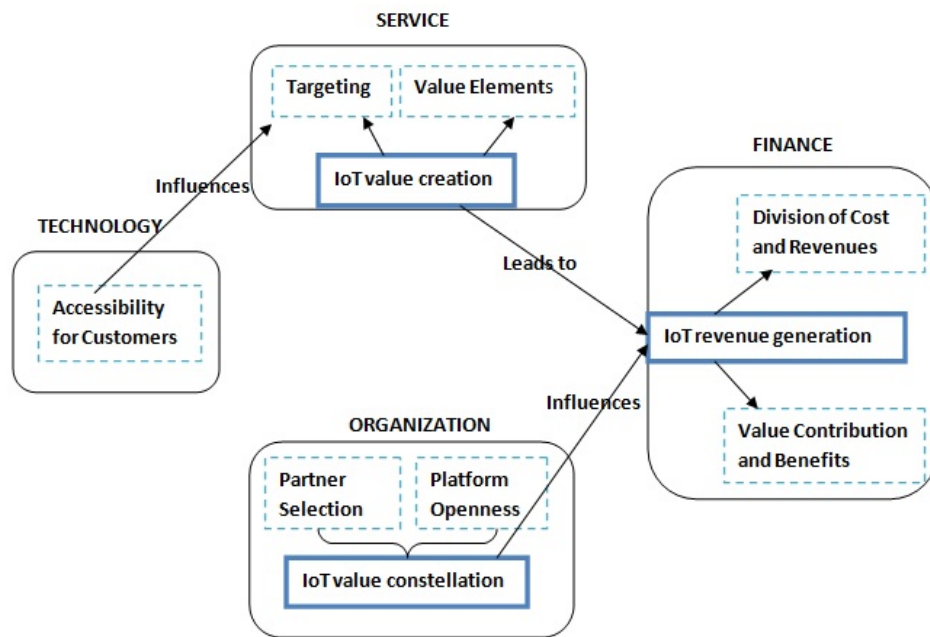 SERVICE
Targeting
Value Elements
IoT value creation
Influences
TECHNOLOGY
Accessibility
for Customers
Leads to
FINANCE
Division of Cost
and Revenues
IoT revenue generation
Value Contribution
and Benefits
Influences
ORGANIZATION
Partner
Selection
Platform
Openness
IoT value constellation